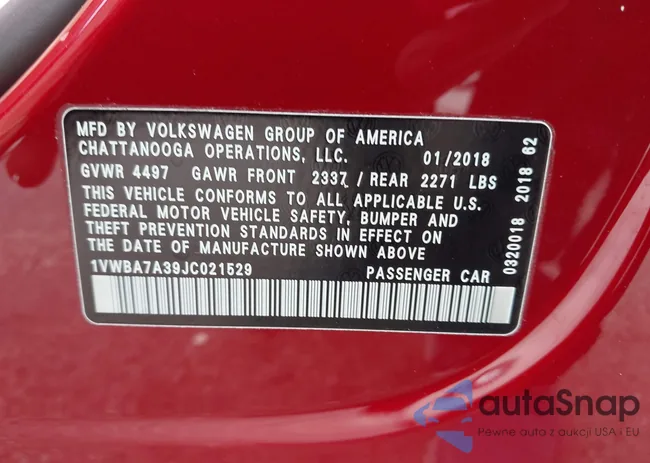 MFD BY VOLKSWAGEN GROUP OF AMERICA
CHATTANOOGA OPERATIONS, LLC. 01/2018
GVWR 4497 GAWR FRONT 2337 / REAR 2271 LBS
THIS VEHICLE CONFORMS TO ALL APPLICABLE U.S.
FEDERAL MOTOR VEHICLE SAFETY, BUMPER AND
THEFT PREVENTION STANDARDS IN EFFECT ON
THE DATE OF MANUFACTURE SHOWN ABOVE
1VWBA7A39JC021529 PASSENGER CAR
0320018 2018 62
autaSnap
Pewne auta z aukcji USA i EU